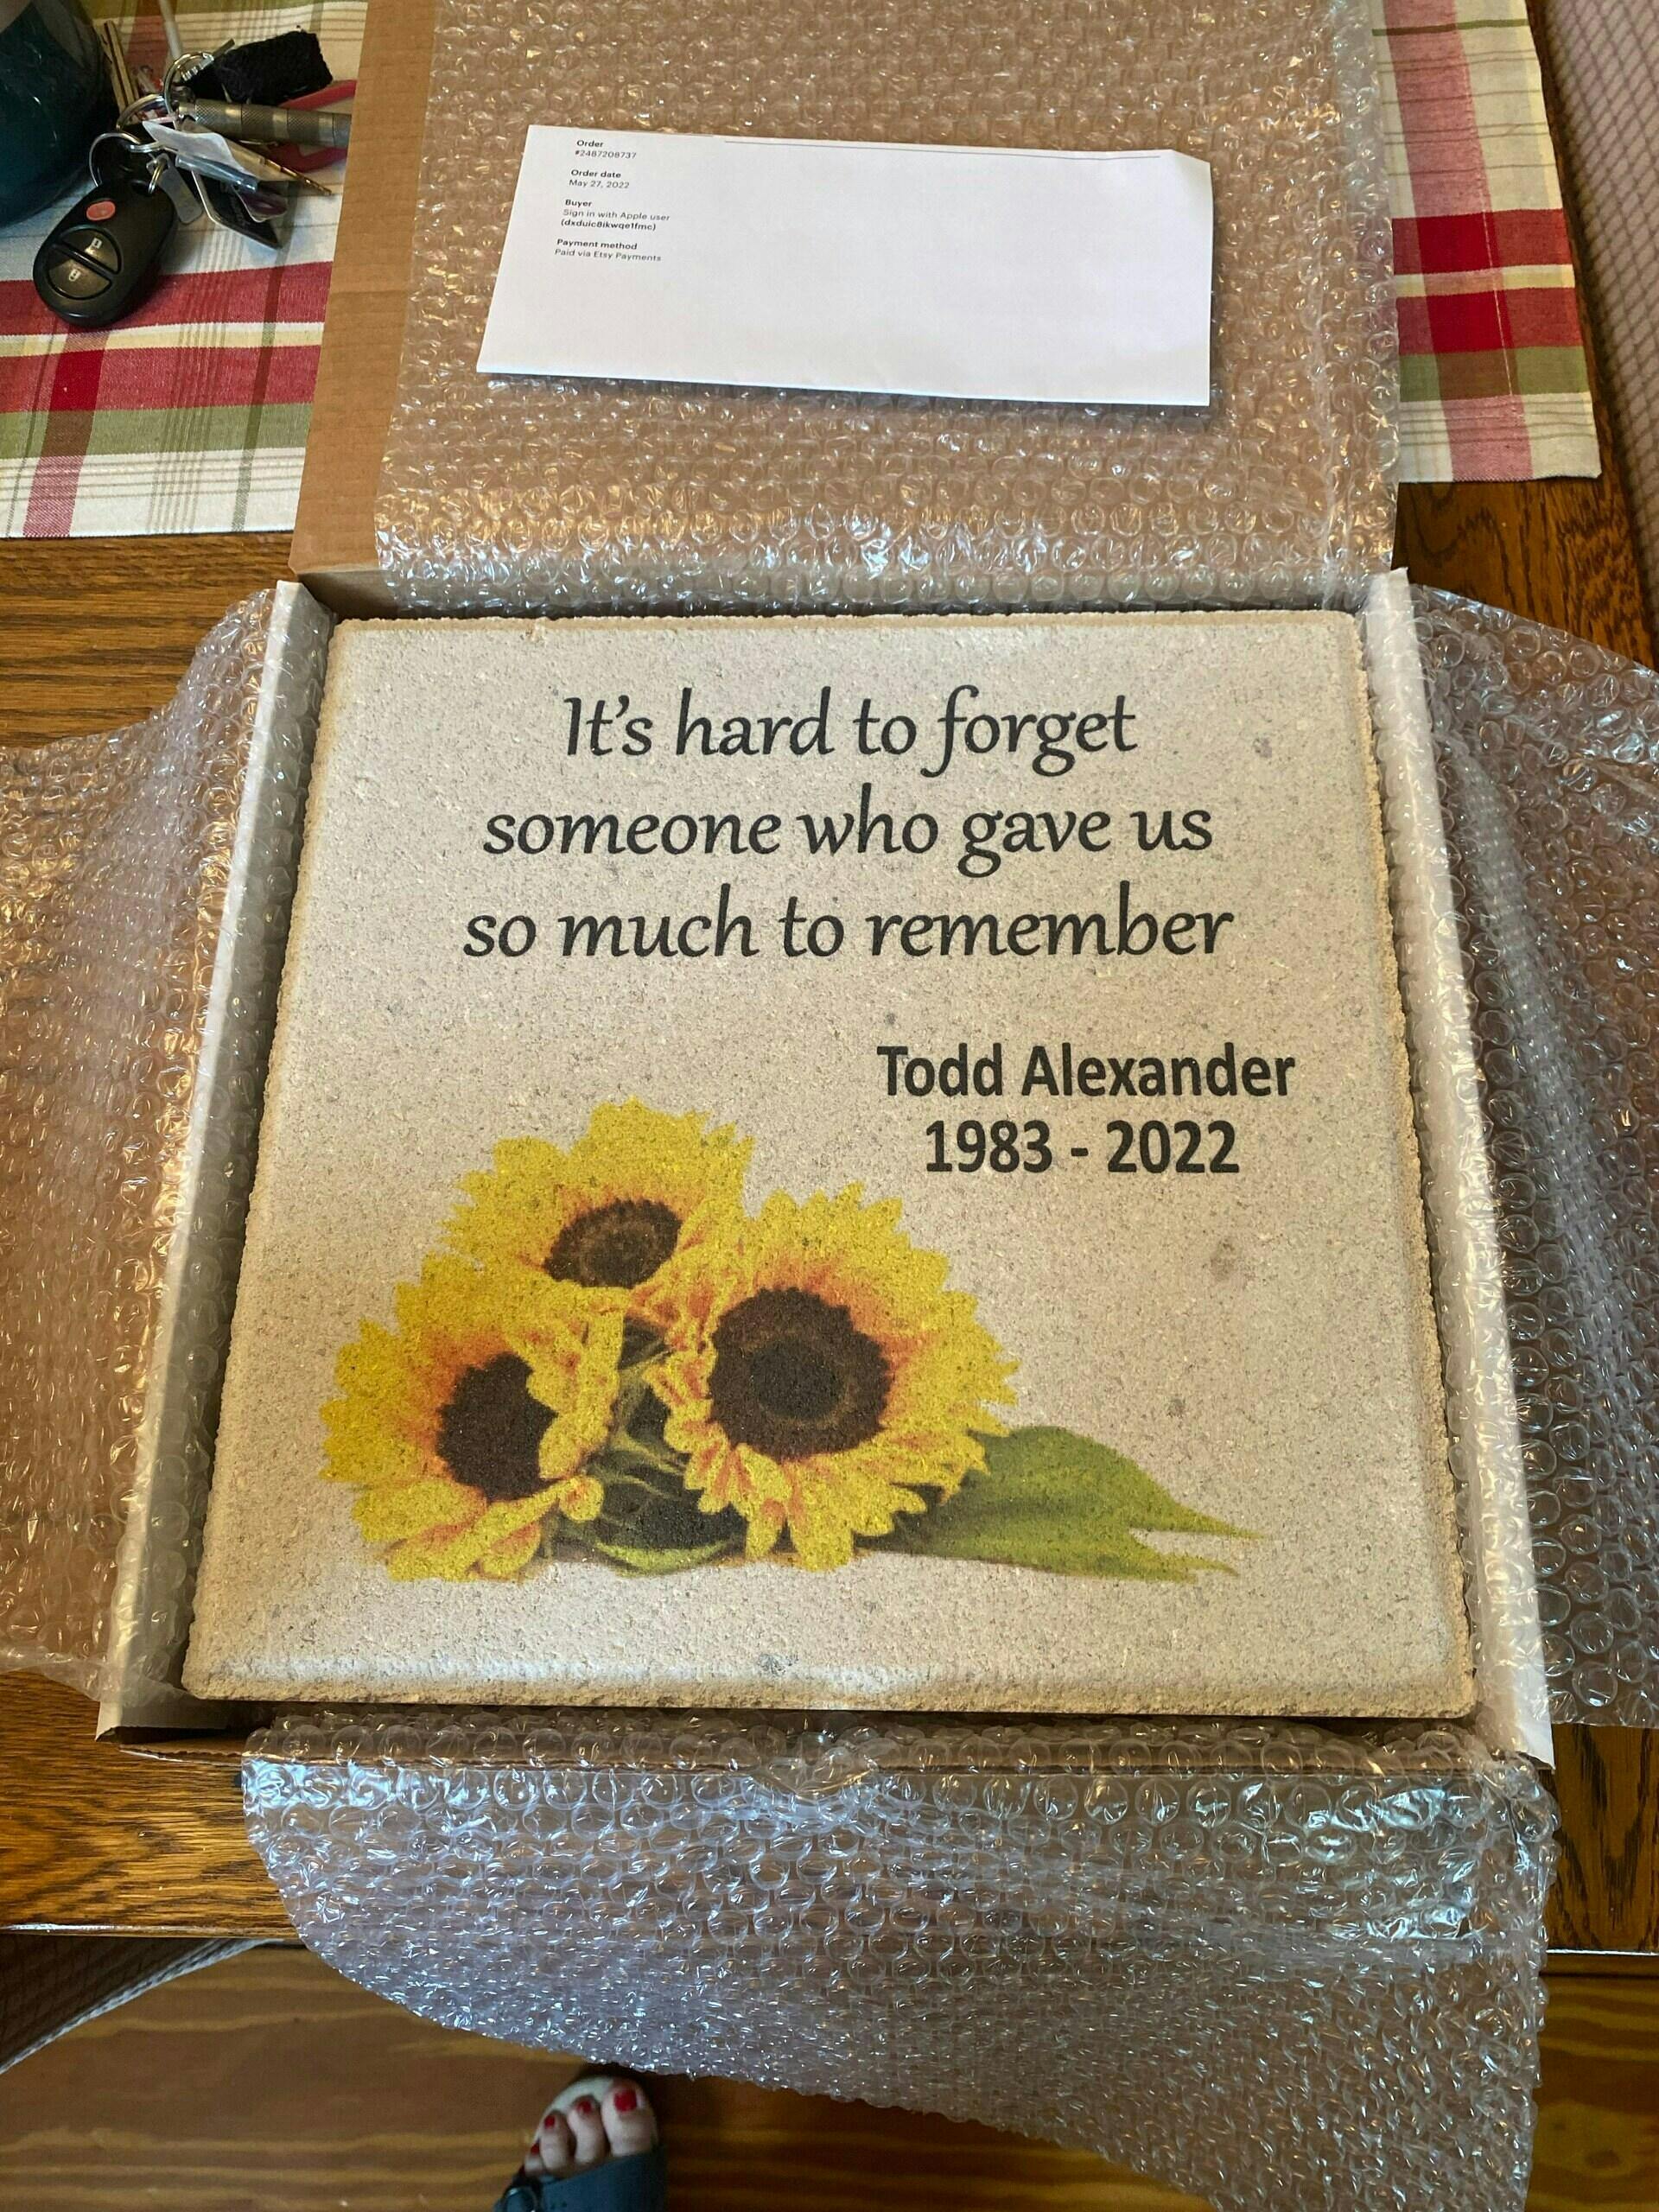 Order
#2487208737
Order date
May 27, 2022
Buyer
Sign in with Apple user
(dxduic8ikwqe1fmc)
Payment method
Paid via Etsy Payments
It's hard to forget
someone who gave us
so much to remember
Todd Alexander
1983 - 2022